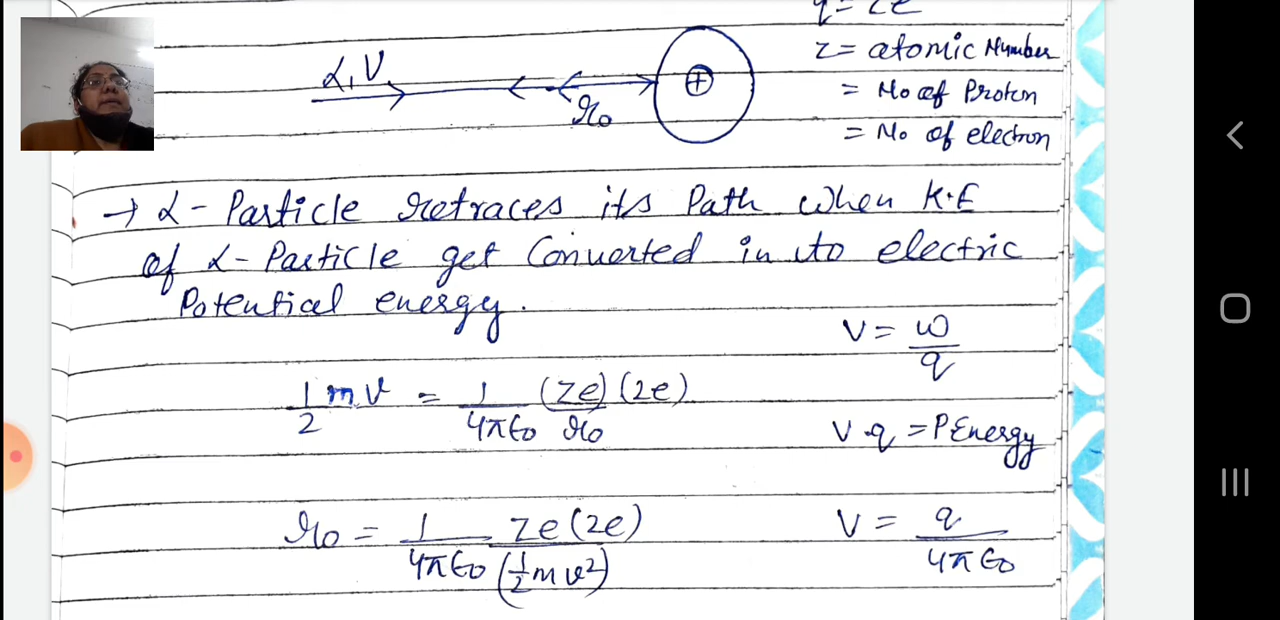 q = ze
z = atomic Number
= No of Proton
= No of electron
α, V
r₀
+
→ α - Particle retraces its Path when K.E
of α - Particle get Converted in to electric
Potential energy.
V = w/q
1/2 m v = 1/4πε₀ (ze)(2e)/r₀
V.q = P Energy
r₀ = 1/4πε₀ ze(2e)/(1/2 m v²)
V = q/4πε₀